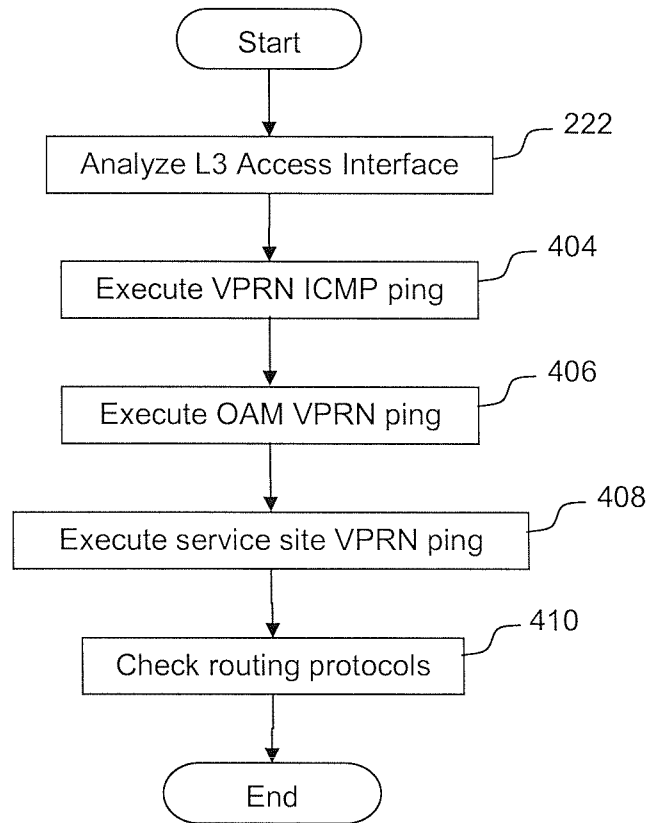 Start
222
Analyze L3 Access Interface
404
Execute VPRN ICMP ping
406
Execute OAM VPRN ping
408
Execute service site VPRN ping
410
Check routing protocols
End